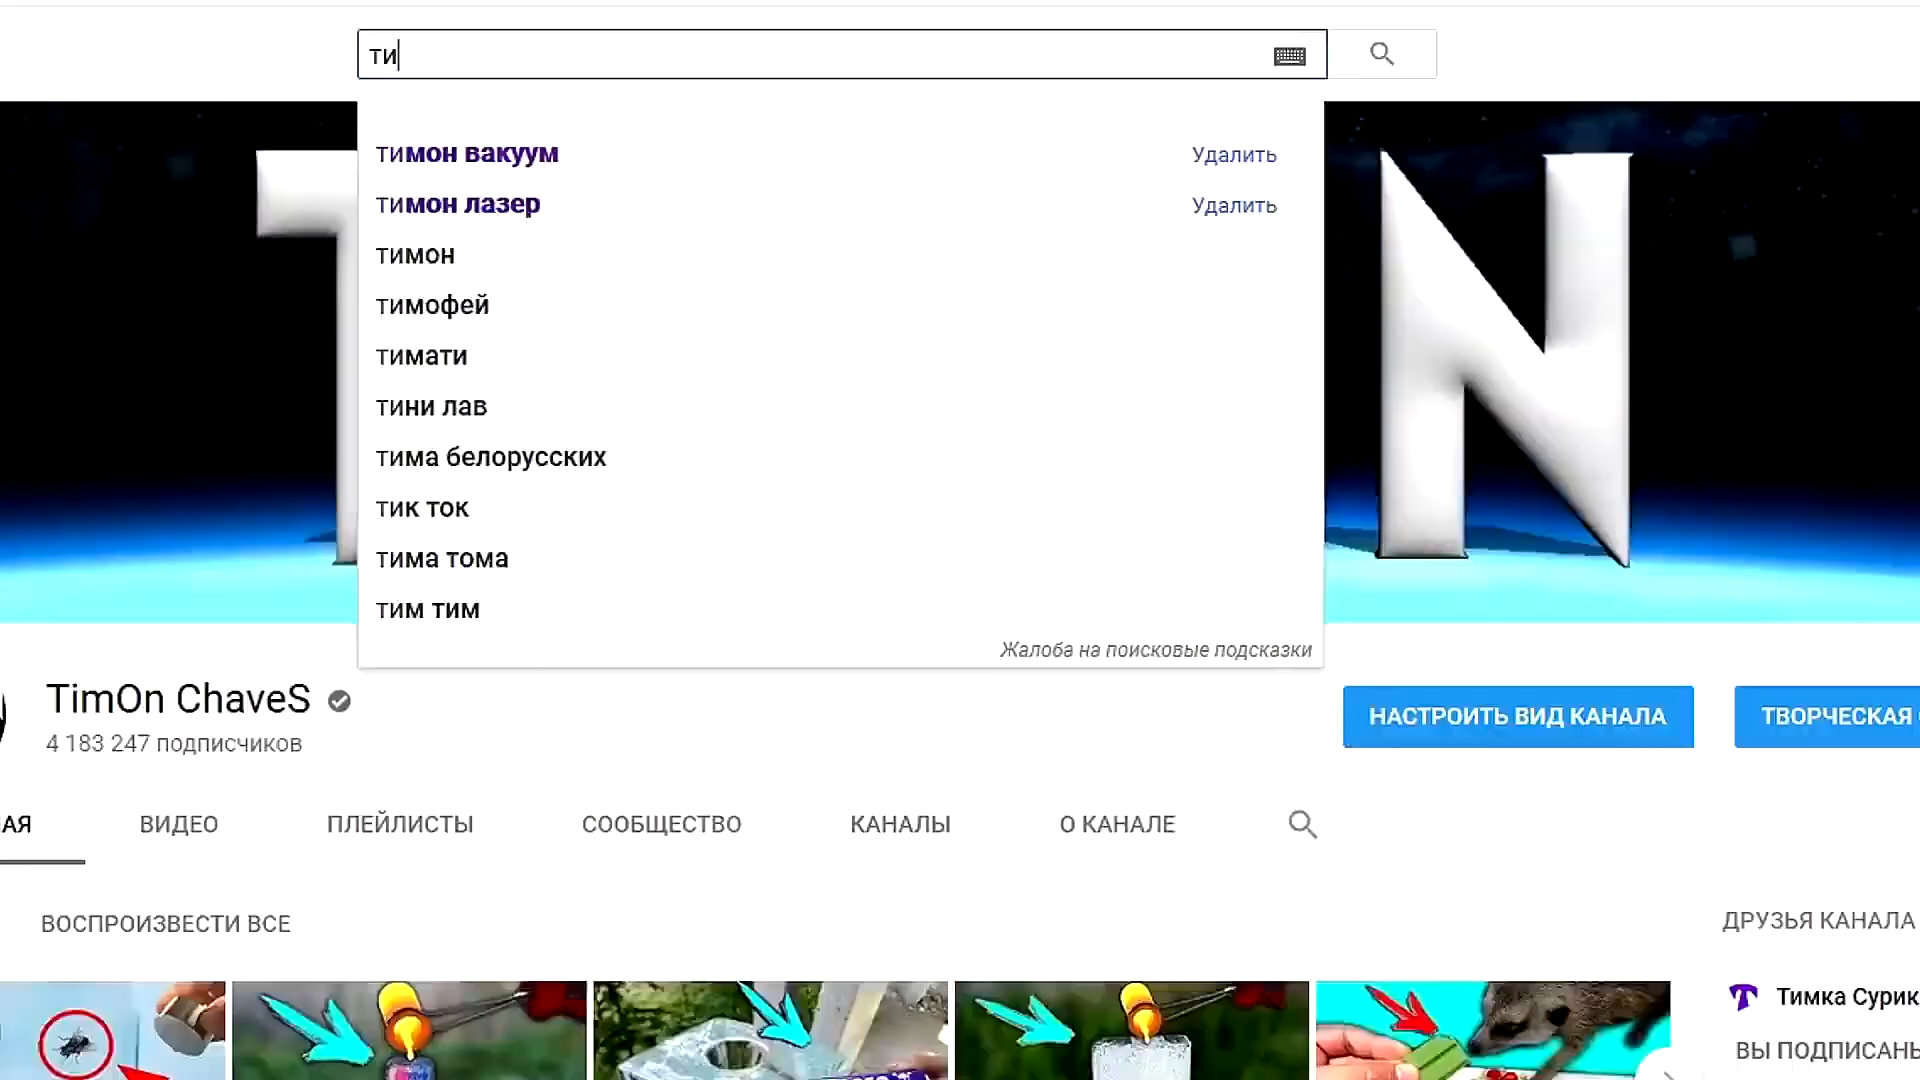 ти
тимон вакуум
Удалить
тимон лазер
Удалить
тимон
тимофей
тимати
тини лав
тима белорусских
тик ток
тима тома
тим тим
Жалоба на поисковые подсказки
N
TimOn ChaveS
4 183 247 подписчиков
НАСТРОИТЬ ВИД КАНАЛА
ТВОРЧЕСКАЯ
АЯ
ВИДЕО
ПЛЕЙЛИСТЫ
СООБЩЕСТВО
КАНАЛЫ
О КАНАЛЕ
ВОСПРОИЗВЕСТИ ВСЕ
ДРУЗЬЯ КАНАЛА
Тимка Сурик
ВЫ ПОДПИСАНЫ